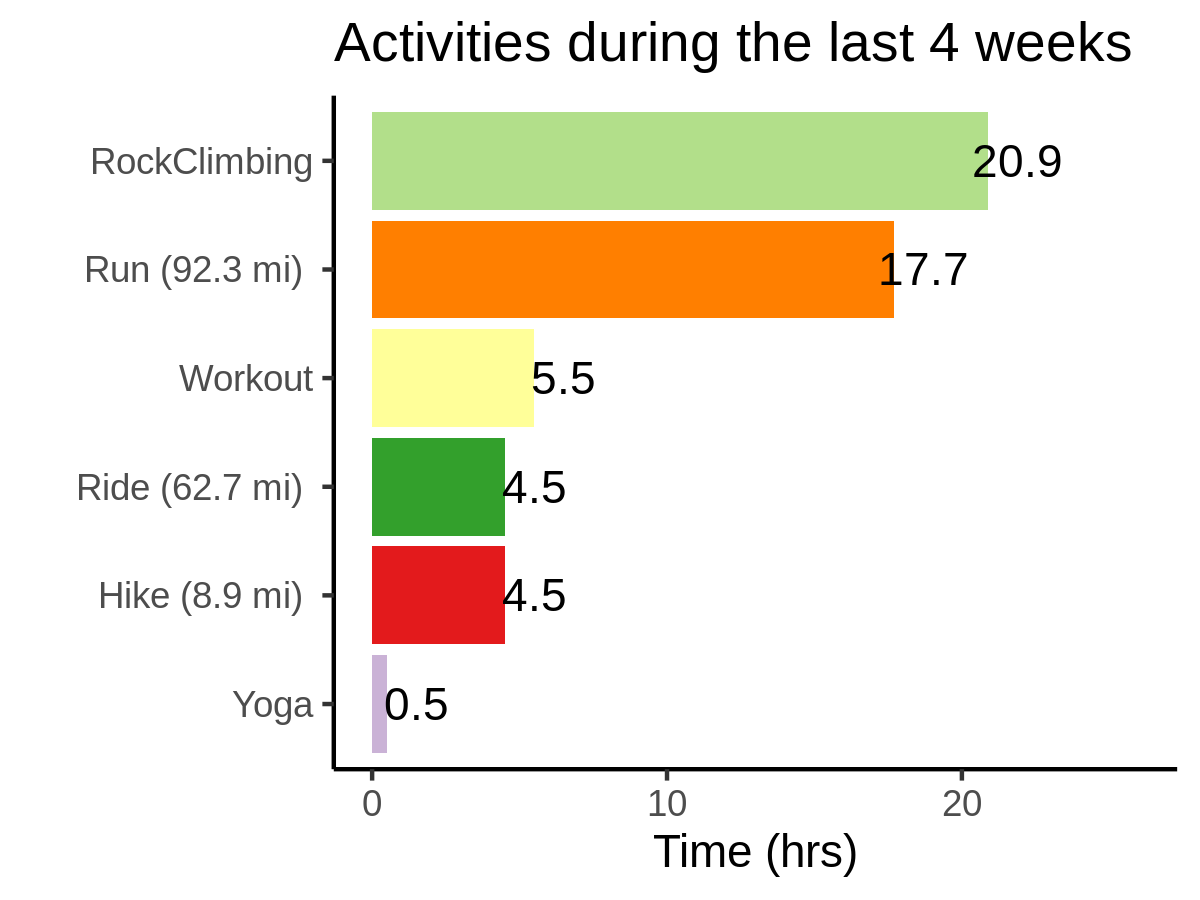 Activities during the last 4 weeks
RockClimbing 20.9
Run (92.3 mi) 17.7
Workout 5.5
Ride (62.7 mi) 4.5
Hike (8.9 mi) 4.5
Yoga 0.5
0 10 20
Time (hrs)